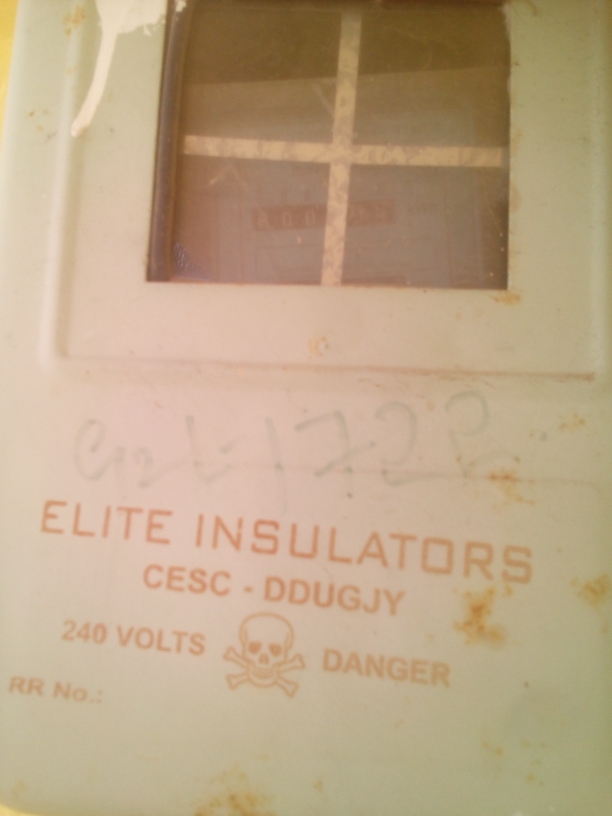 ELITE INSULATORS
CESC - DDUGJY
240 VOLTS DANGER
RR No.: